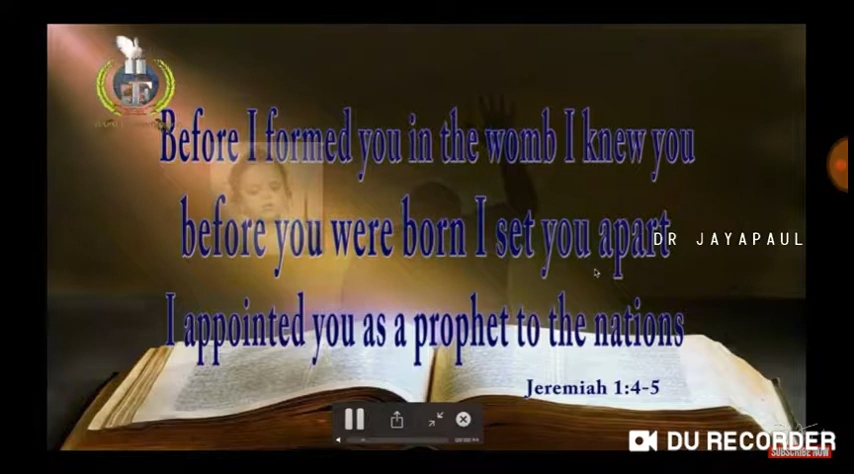 Before I formed you in the womb I knew you
before you were born I set you apart
DR JAYAPAUL
I appointed you as a prophet to the nations
Jeremiah 1:4-5
DU RECORDER
SUBSCRIBE NOW